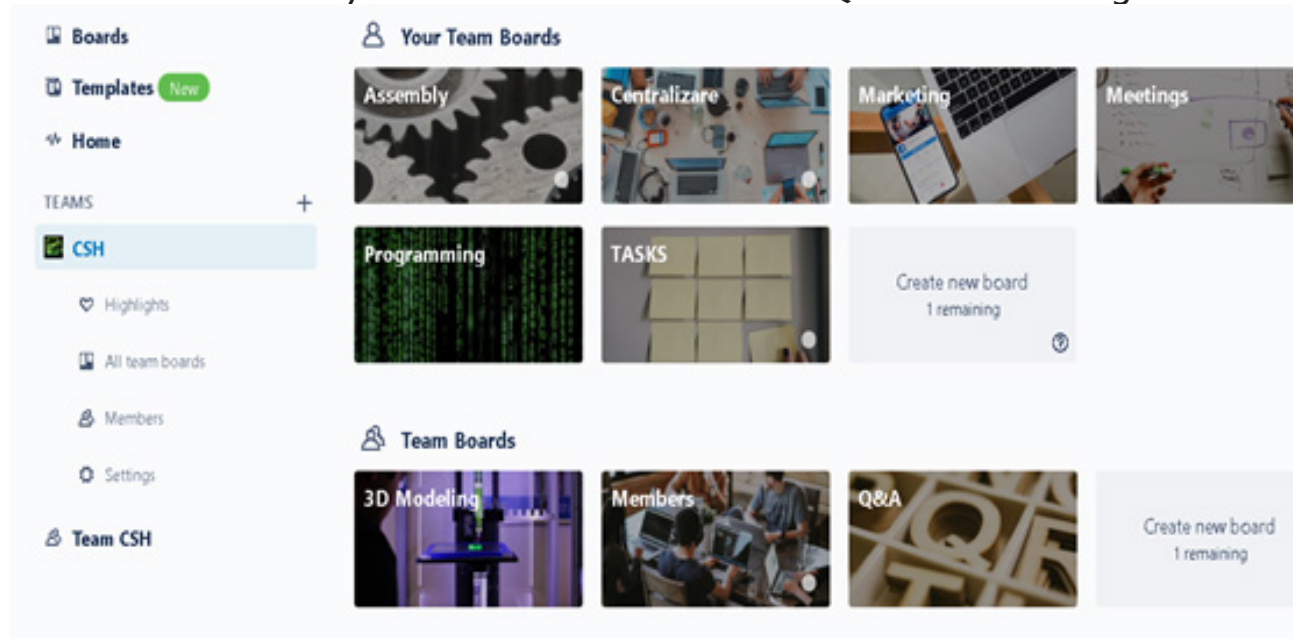 Boards
Templates New
Home
TEAMS +
CSH
Highlights
All team boards
Members
Settings
Team CSH
Your Team Boards
Assembly
Centralizare
Marketing
Meetings
Programming
TASKS
Create new board
1 remaining
Team Boards
3D Modeling
Members
Q&A
Create new board
1 remaining